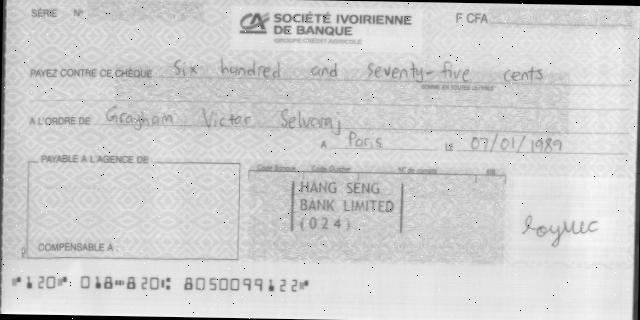 SÉRIE N° SOCIÉTÉ IVOIRIENNE F CFA
DE BANQUE
GROUPE CRÉDIT AGRICOLE
PAYEZ CONTRE CE CHÈQUE Six hundred and seventy-five cents
SOMME EN TOUTES LETTRES
A L'ORDRE DE Gragham Victor Selvaraj
A Paris LE 07/01/1989
PAYABLE A L'AGENCE DE
Code Banque Code Guichet N° de compte RIB
HANG SENG
BANK LIMITED
(024)
COMPENSABLE A :
⑈120⑈ 018⑉820⑆ 8050099122⑈